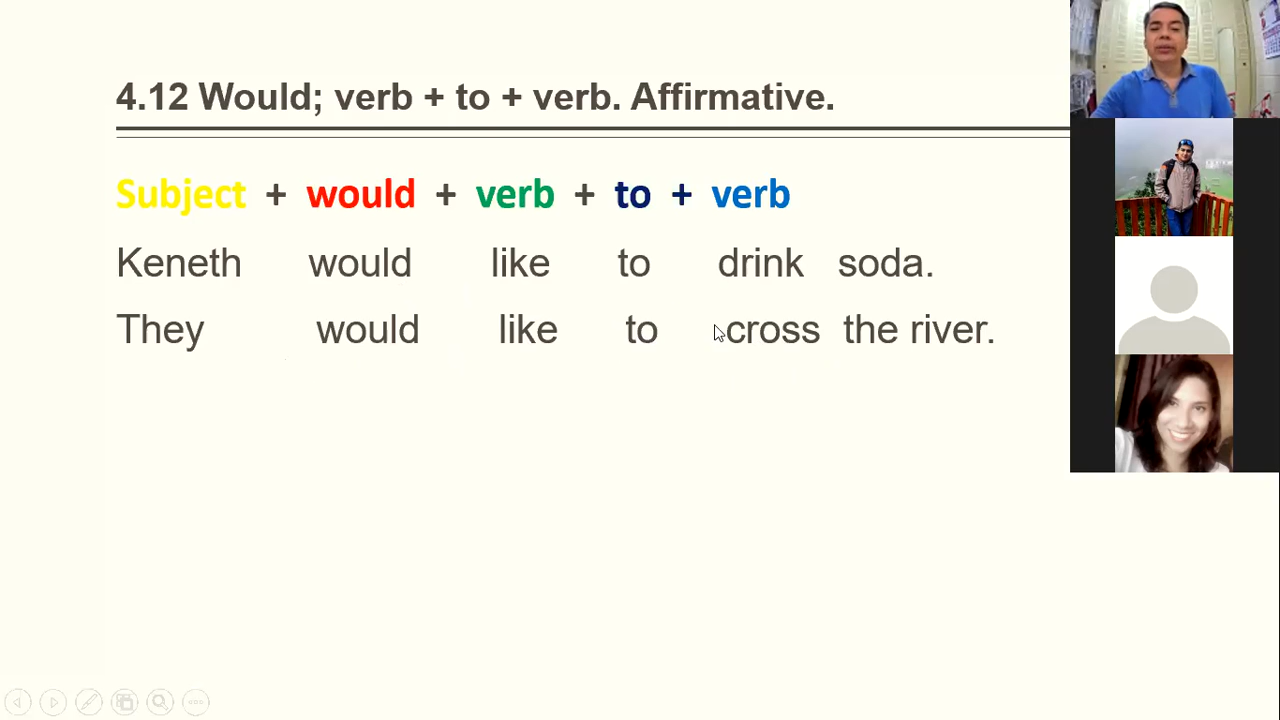 4.12 Would; verb + to + verb. Affirmative.
Subject + would + verb + to + verb
Keneth would like to drink soda.
They would like to cross the river.